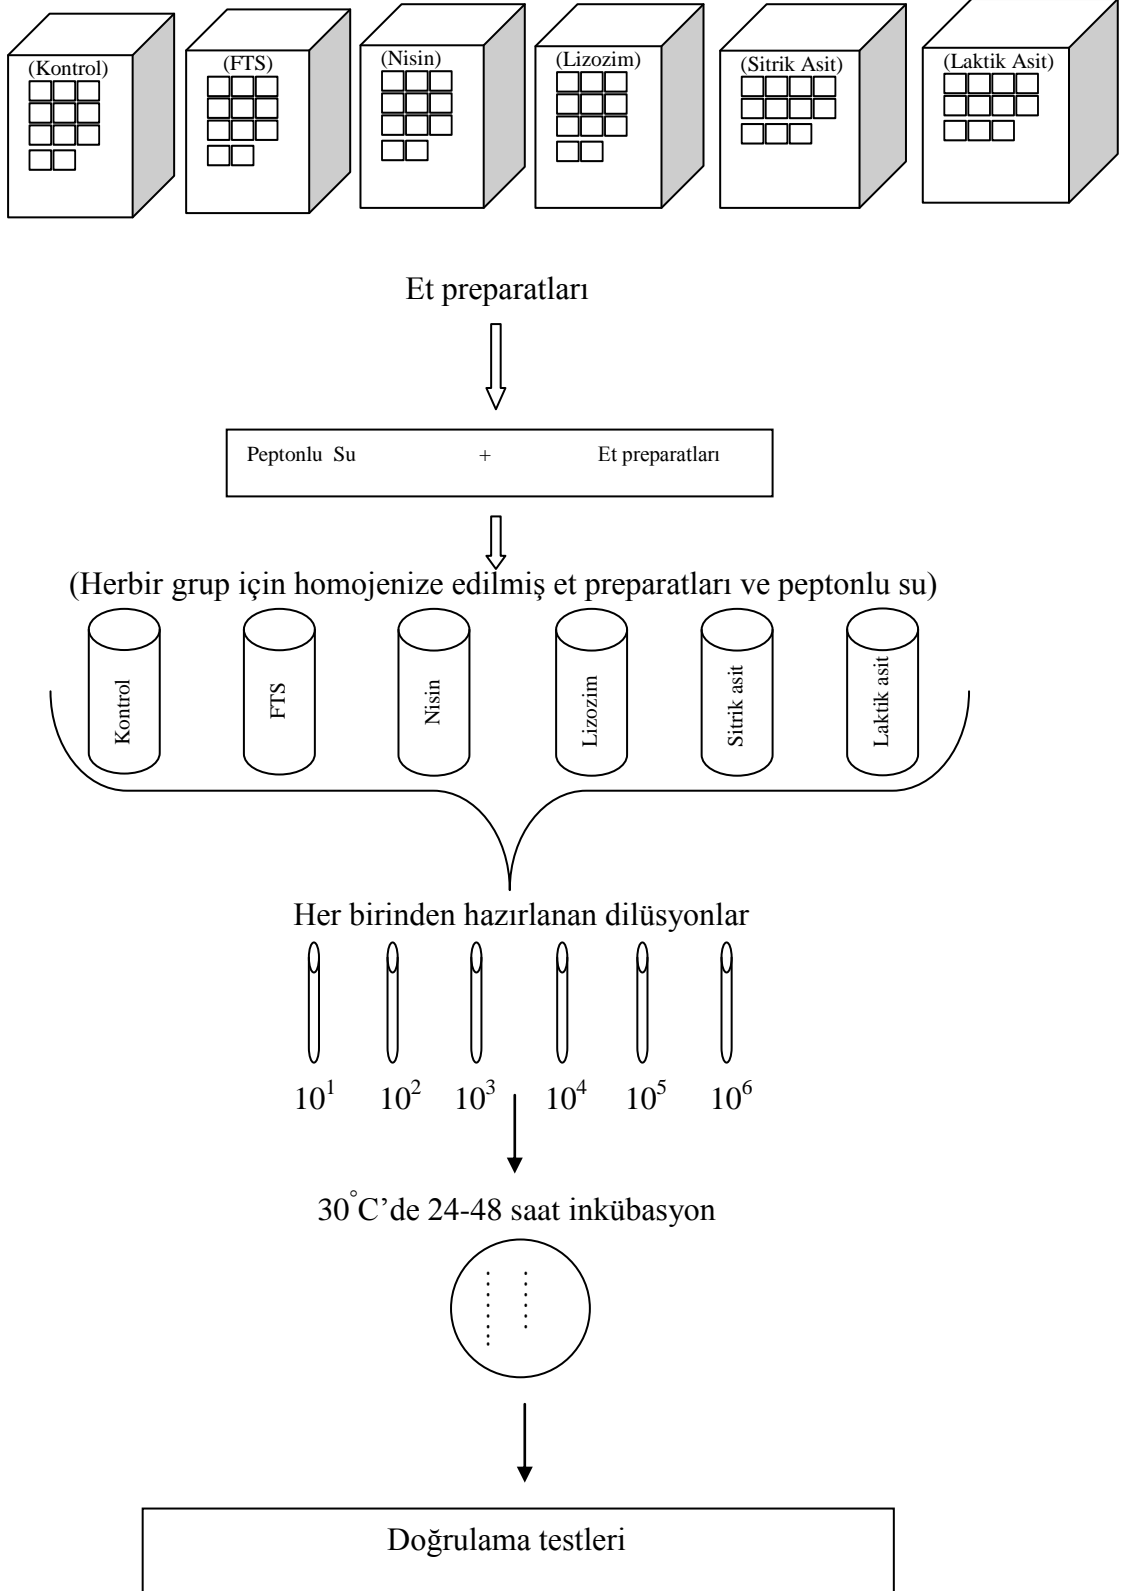 (Kontrol) (FTS) (Nisin) (Lizozim) (Sitrik Asit) (Laktik Asit)
Et preparatları
Peptonlu Su + Et preparatları
(Herbir grup için homojenize edilmiş et preparatları ve peptonlu su)
Kontrol FTS Nisin Lizozim Sitrik asit Laktik asit
Her birinden hazırlanan dilüsyonlar
10¹ 10² 10³ 10⁴ 10⁵ 10⁶
30°C’de 24-48 saat inkübasyon
Doğrulama testleri